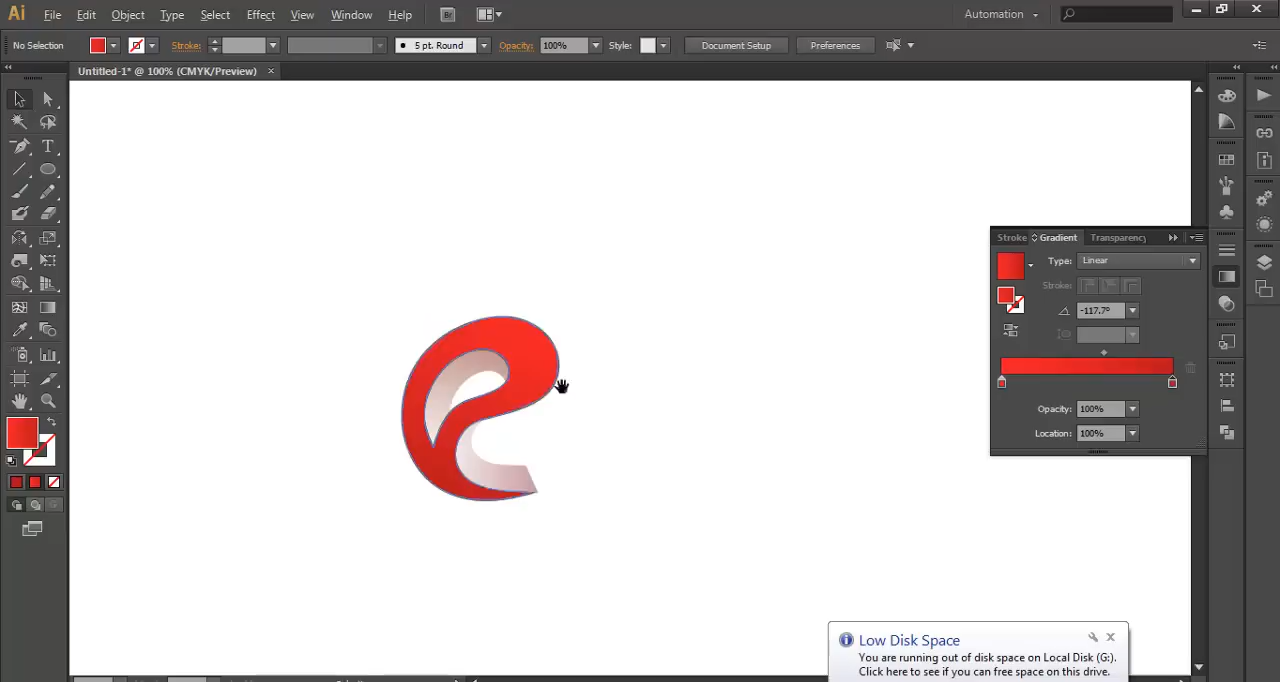 Ai File Edit Object Type Select Effect View Window Help Br Automation
No Selection Stroke: 5 pt. Round Opacity: 100% Style: Document Setup Preferences
Untitled-1* @ 100% (CMYK/Preview)
Stroke Gradient Transparency
Type: Linear
Stroke:
-117.7°
Opacity: 100%
Location: 100%
Low Disk Space
You are running out of disk space on Local Disk (G:).
Click here to see if you can free space on this drive.